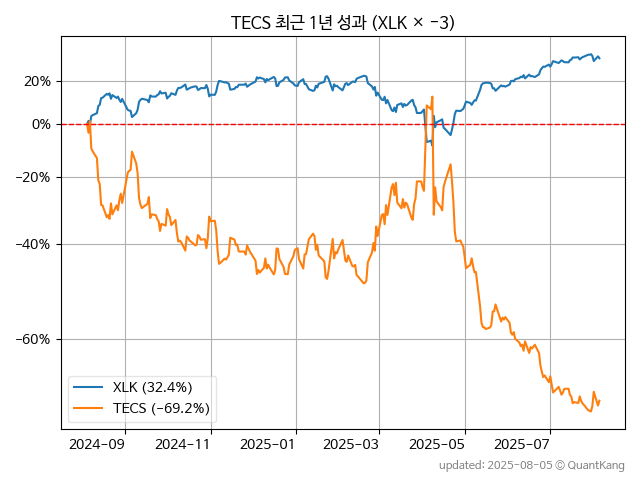 TECS 최근 1년 성과 (XLK × −3)
20%
0%
−20%
−40%
−60%
XLK (32.4%)
TECS (−69.2%)
2024-09 2024-11 2025-01 2025-03 2025-05 2025-07
updated: 2025-08-05 © QuantKang